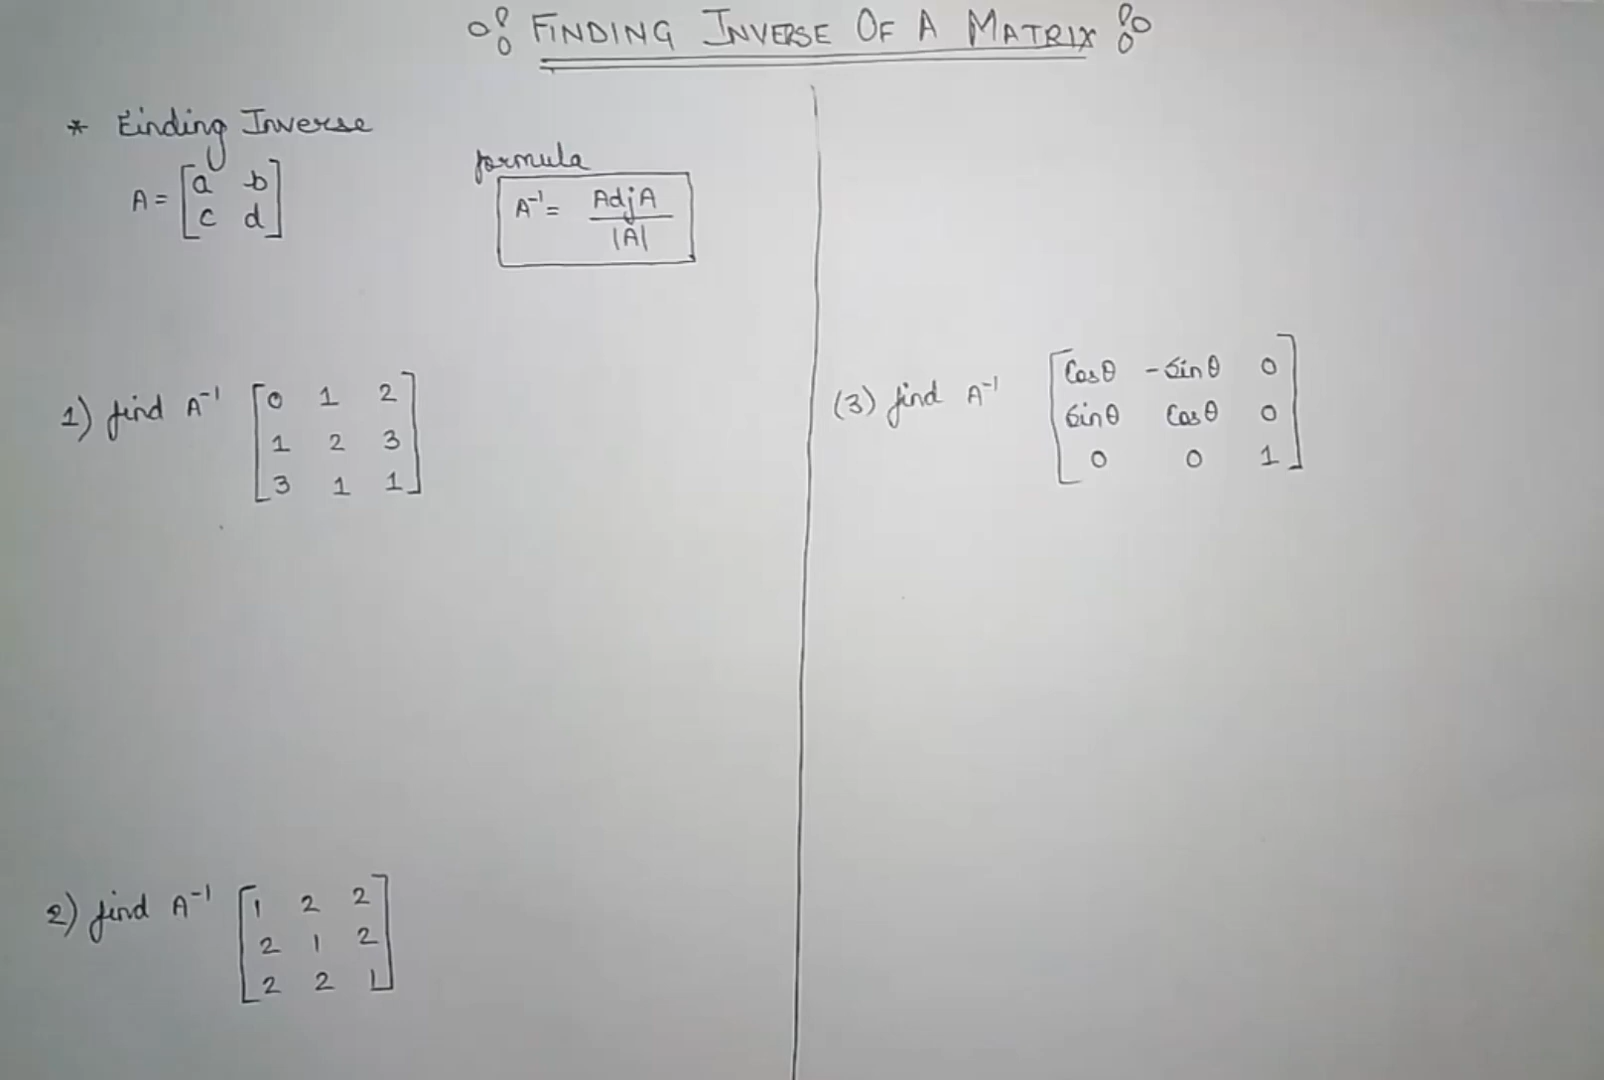 FINDING INVERSE OF A MATRIX
* Finding Inverse
A = [a b
c d]
formula
A⁻¹ = AdjA
|A|
1) find A⁻¹ [0 1 2
1 2 3
3 1 1]
2) find A⁻¹ [1 2 2
2 1 2
2 2 1]
(3) find A⁻¹ [Cosθ -Sinθ 0
Sinθ Cosθ 0
0 0 1]